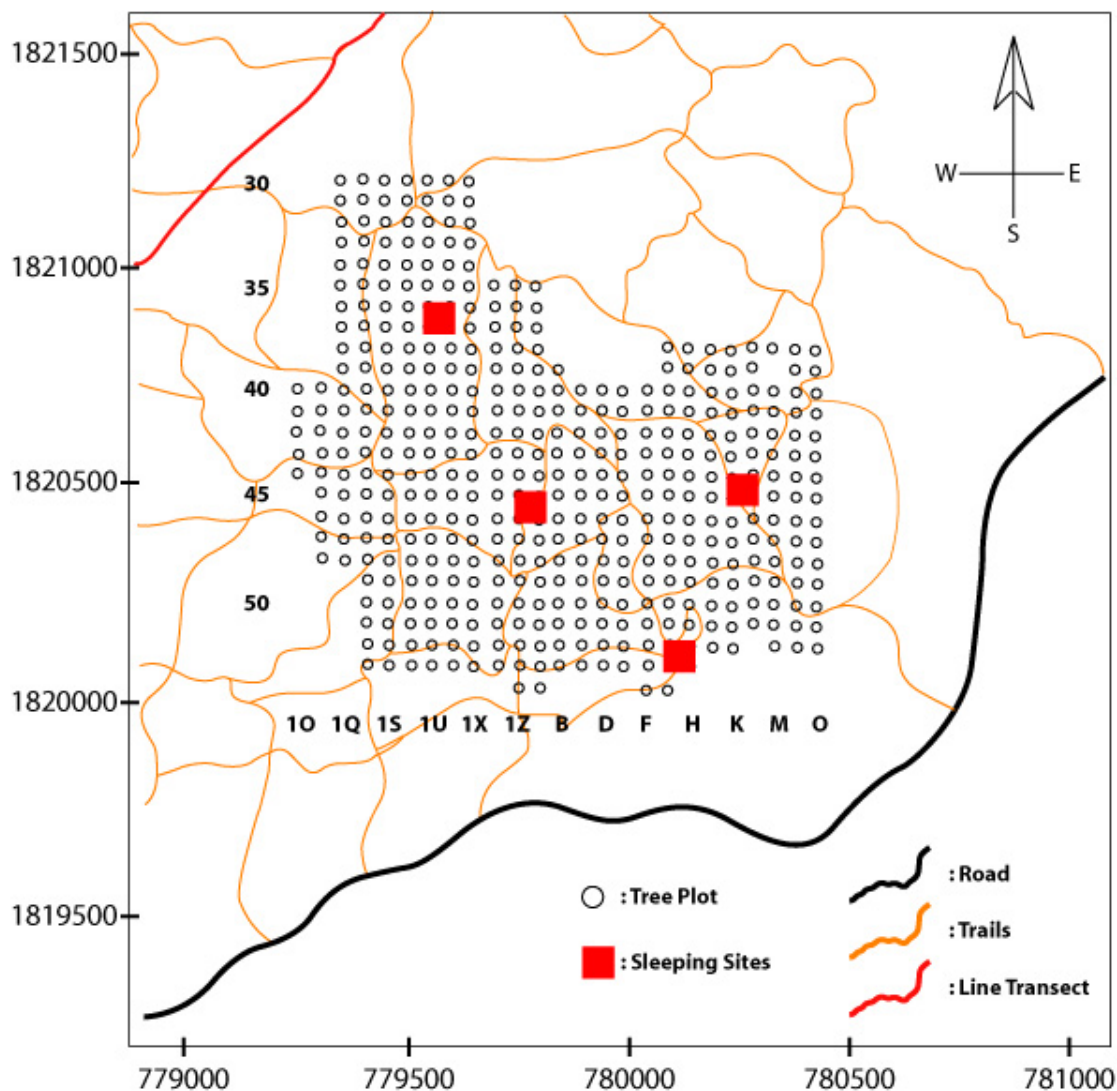 1821500
W E
S
30
1821000
35
40
1820500
45
50
1820000
1O 1Q 1S 1U 1X 1Z B D F H K M O
: Tree Plot
: Road
1819500
: Trails
: Sleeping Sites
: Line Transect
779000 779500 780000 780500 781000